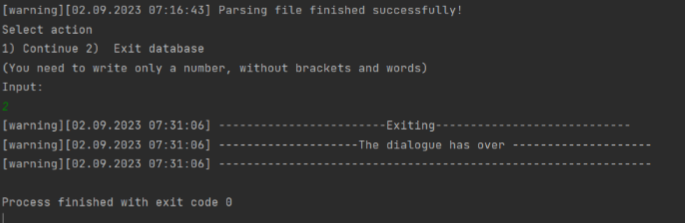 [warning][02.09.2023 07:16:43] Parsing file finished successfully!
Select action
1) Continue 2)  Exit database
(You need to write only a number, without brackets and words)
Input:
2
[warning][02.09.2023 07:31:06] ------------------------Exiting----------------------------
[warning][02.09.2023 07:31:06] --------------------The dialogue has over --------------------
[warning][02.09.2023 07:31:06] --------------------------------------------------------------
Process finished with exit code 0